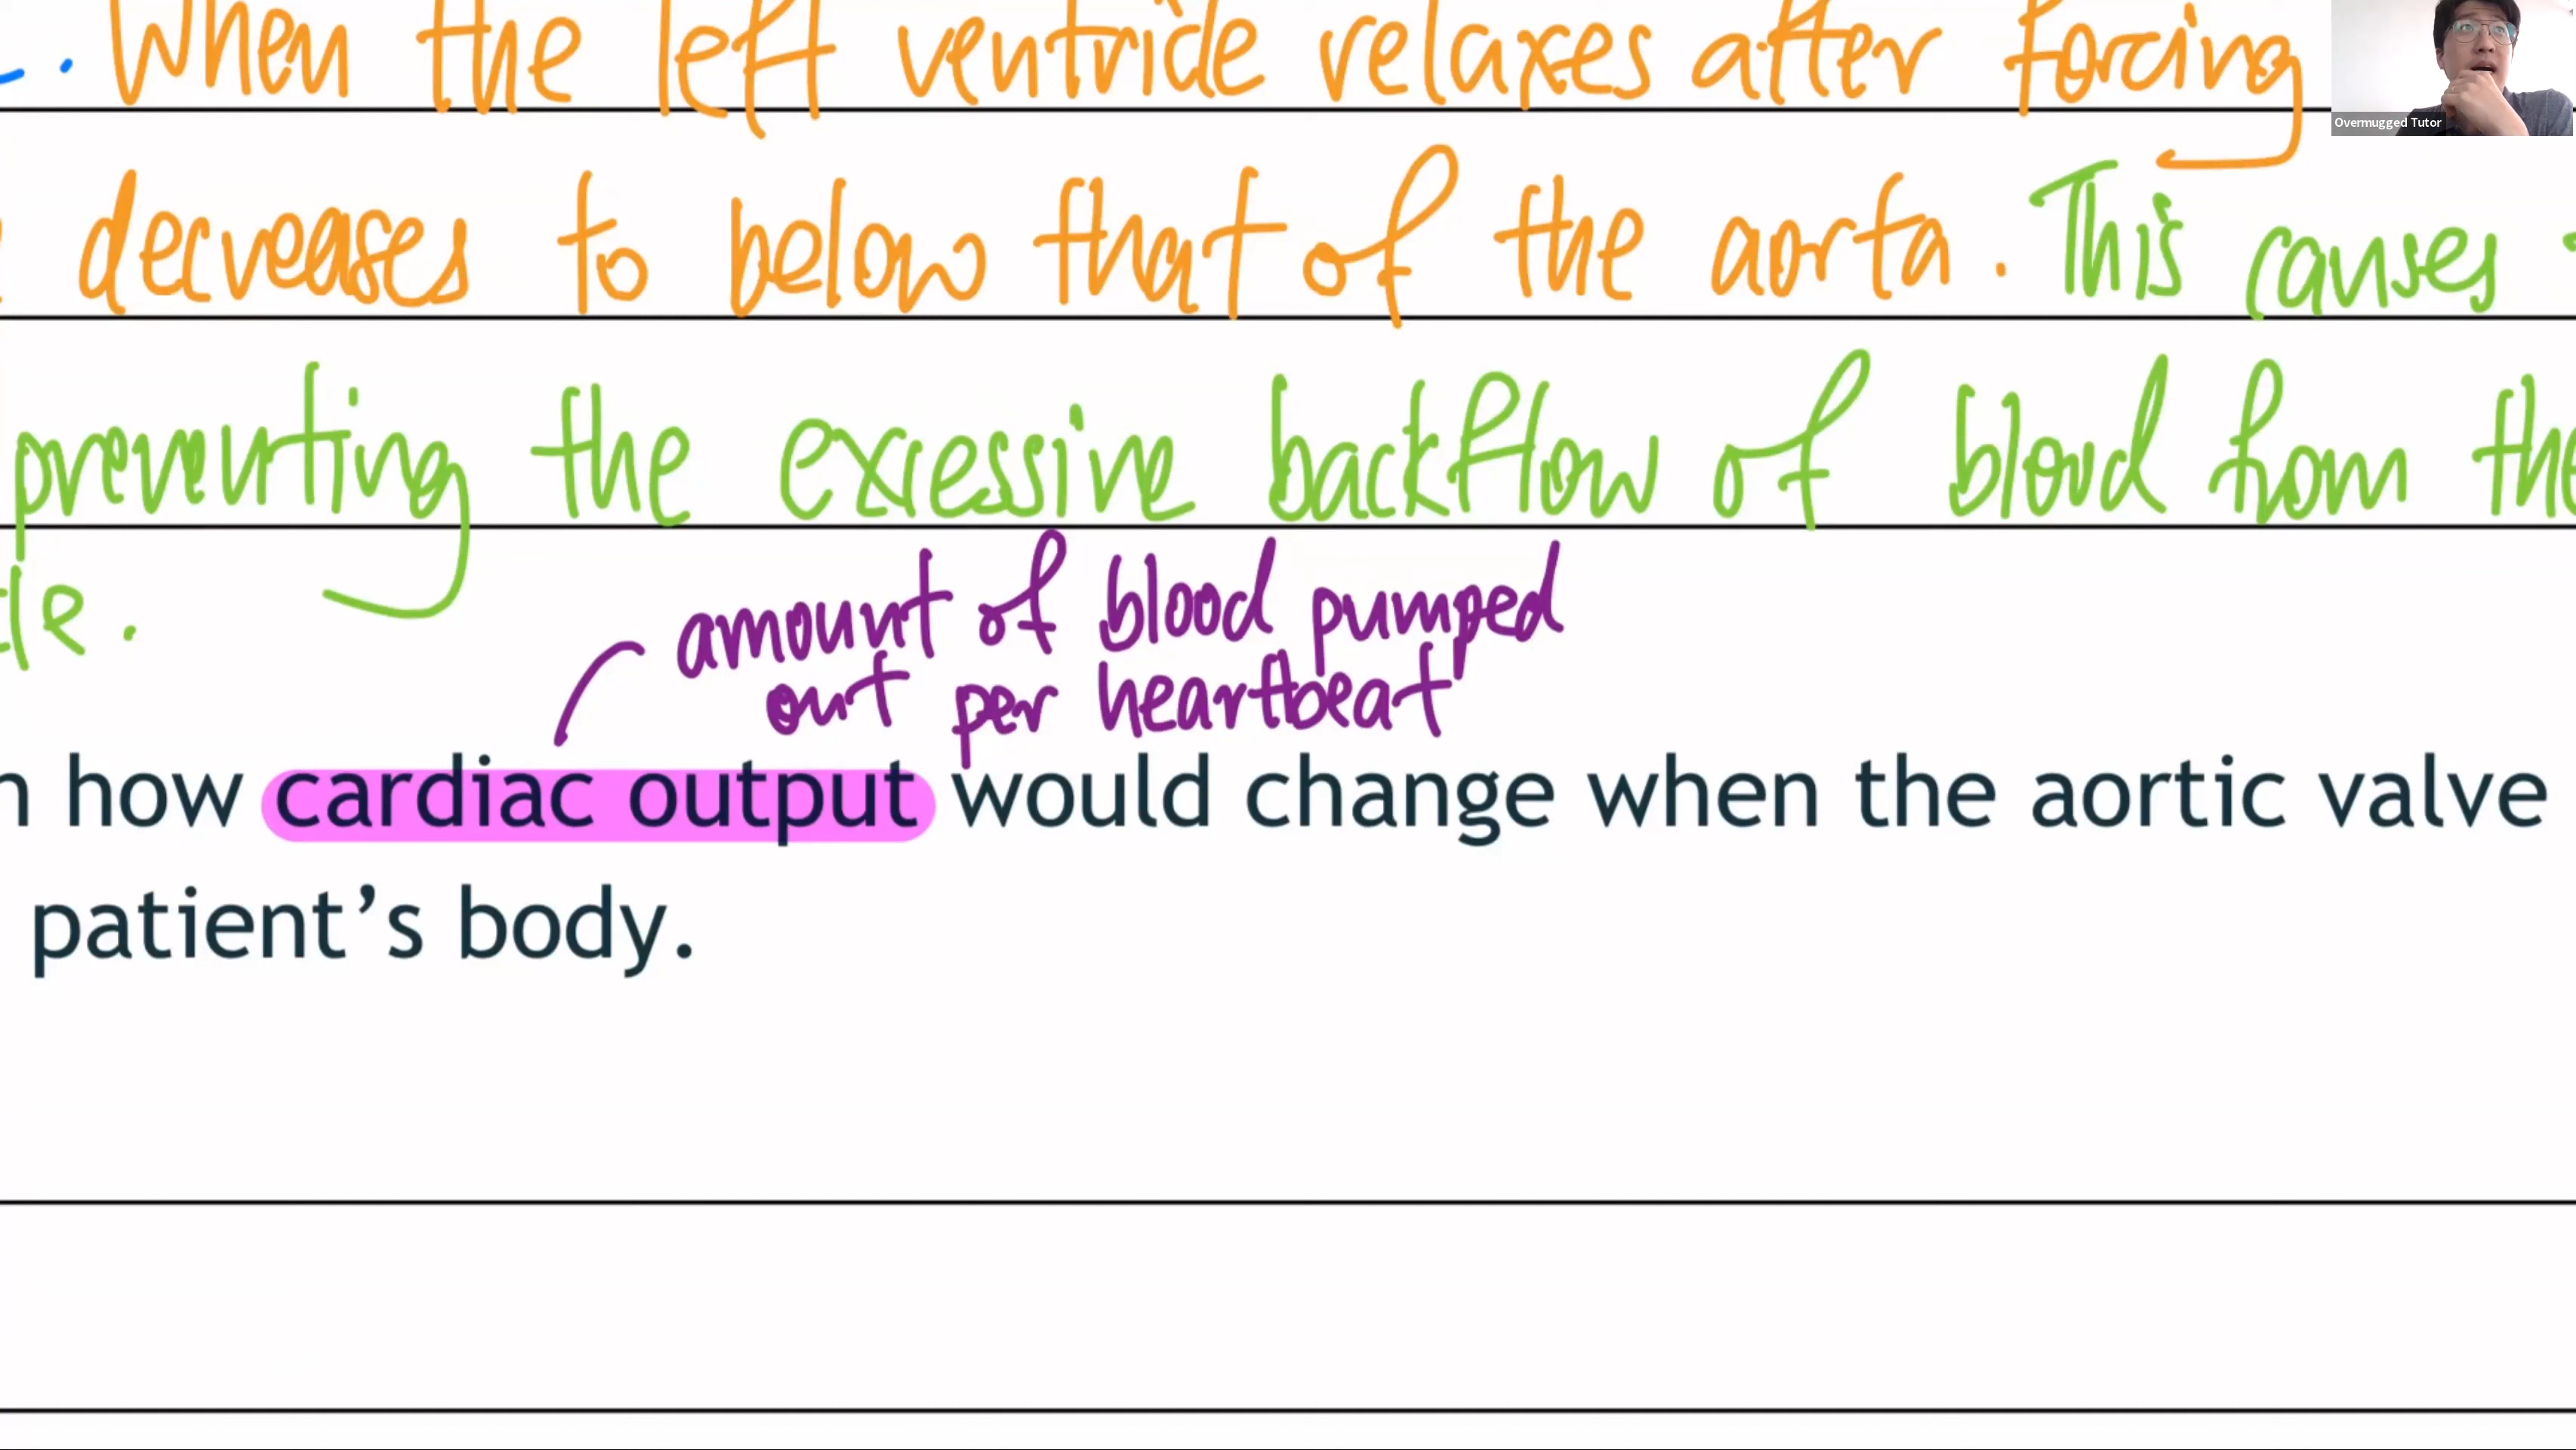 . When the left ventricle relaxes after forcing
Overmugged Tutor
decreases to below that of the aorta. This causes
preventing the excessive backflow of blood from the
cle.
amount of blood pumped
out per heartbeat
n how cardiac output would change when the aortic valve
patient’s body.